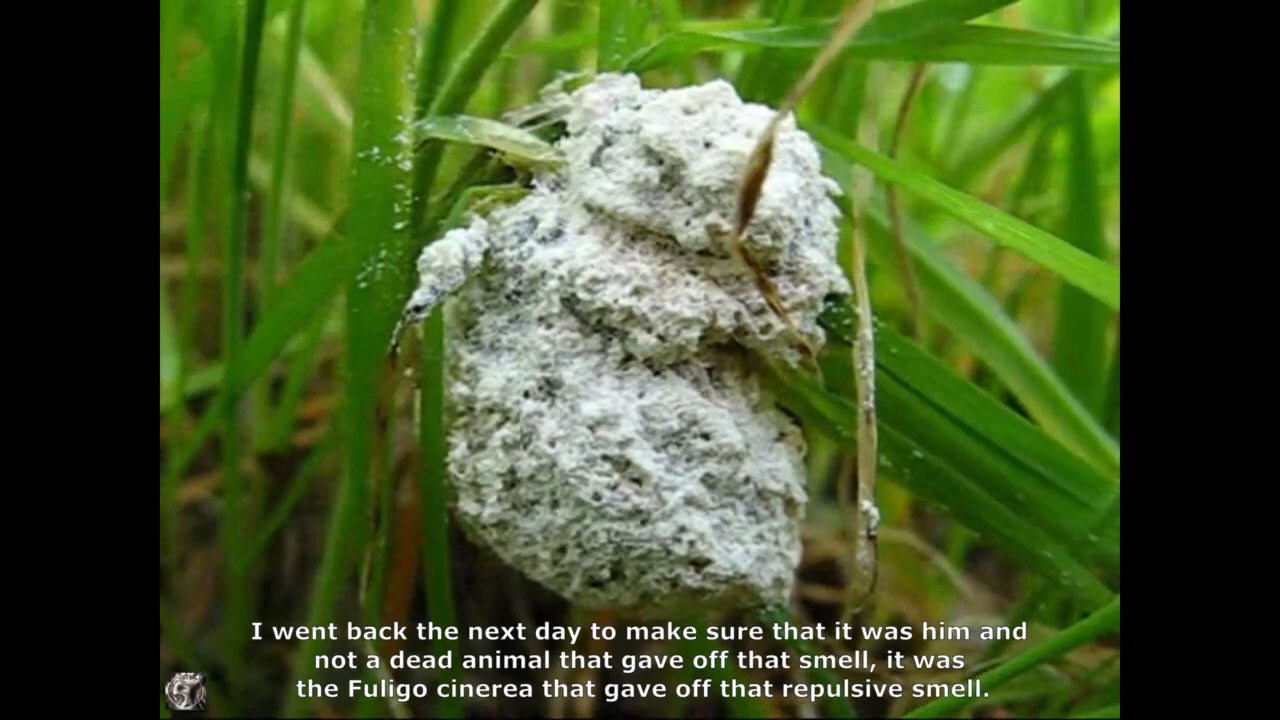 I went back the next day to make sure that it was him and
not a dead animal that gave off that smell, it was
the Fuligo cinerea that gave off that repulsive smell.